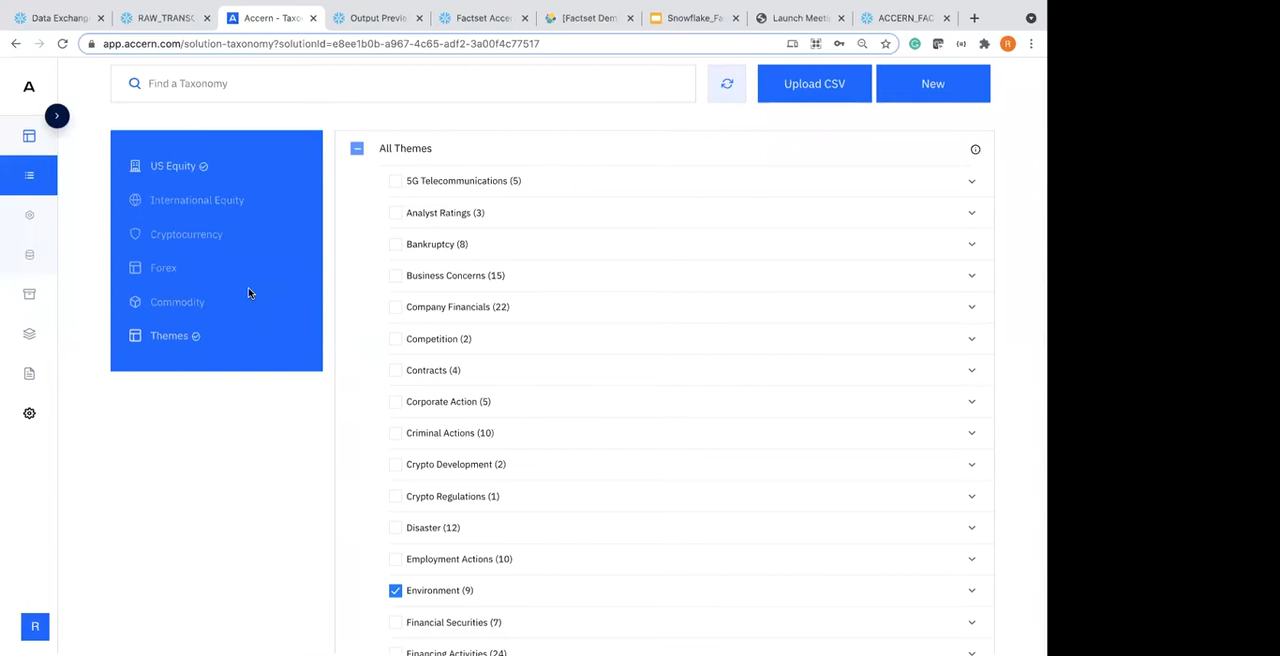 Data Exchang
RAW_TRANSC
Accern - Taxo
Output Previe
Factset Acce
[Factset Dem
Snowflake_Fa
Launch Meeti
ACCERN_FAC
app.accern.com/solution-taxonomy?solutionId=e8ee1b0b-a967-4c65-adf2-3a00f4c77517
R
A
Find a Taxonomy
Upload CSV
New
US Equity
International Equity
Cryptocurrency
Forex
Commodity
Themes
All Themes
5G Telecommunications (5)
Analyst Ratings (3)
Bankruptcy (8)
Business Concerns (15)
Company Financials (22)
Competition (2)
Contracts (4)
Corporate Action (5)
Criminal Actions (10)
Crypto Development (2)
Crypto Regulations (1)
Disaster (12)
Employment Actions (10)
Environment (9)
Financial Securities (7)
Financing Activities (24)
R